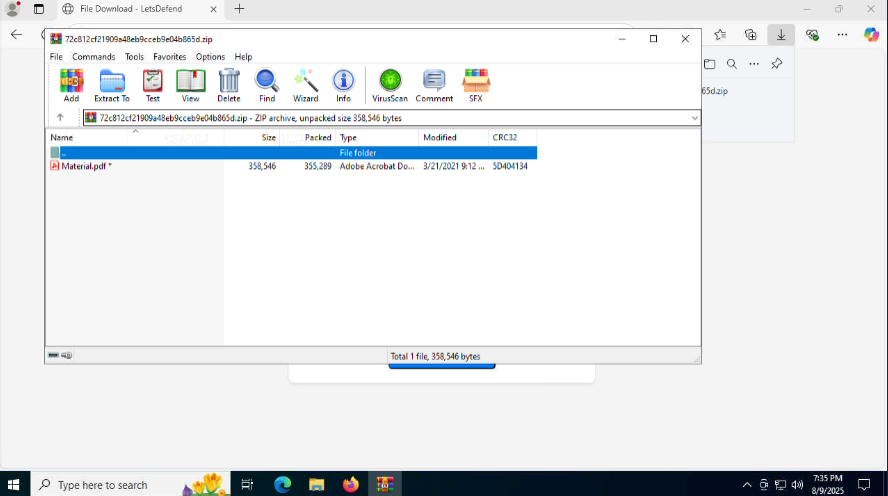 File Download - LetsDefend
72c812cf21909a48eb9cceb9e04b865d.zip
File Commands Tools Favorites Options Help
Add Extract To Test View Delete Find Wizard Info VirusScan Comment SFX
72c812cf21909a48eb9cceb9e04b865d.zip - ZIP archive, unpacked size 358,546 bytes
65d.zip
Name Size Packed Type Modified CRC32
.. File folder
Material.pdf * 358,546 355,289 Adobe Acrobat Do... 3/21/2021 9:12 ... 5D404134
Total 1 file, 358,546 bytes
Type here to search
7:35 PM
8/9/2025